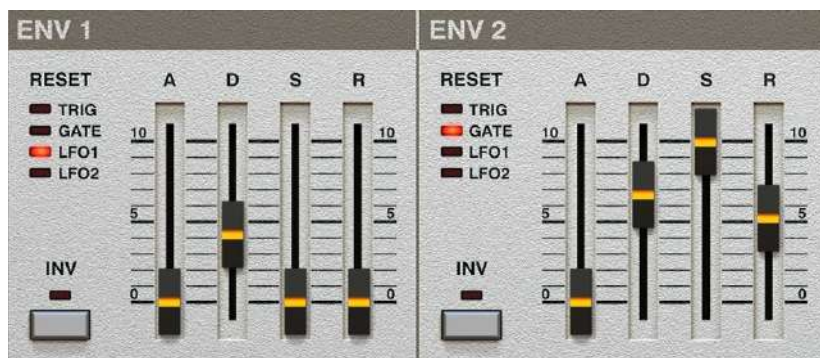 ENV 1
RESET A D S R
TRIG
GATE
LFO1
LFO2
10 10
5 5
INV
0 0
ENV 2
RESET A D S R
TRIG
GATE
LFO1
LFO2
10 10
5 5
INV
0 0